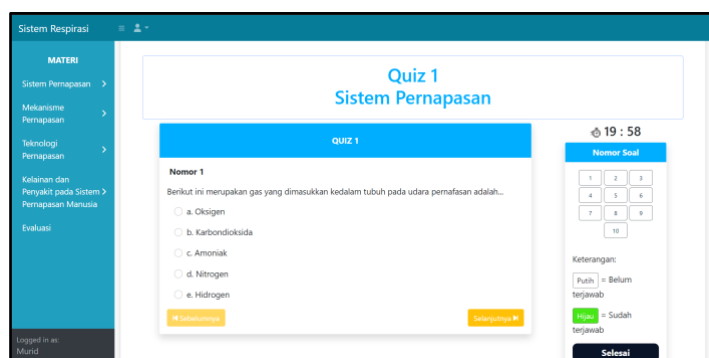 Sistem Respirasi
MATERI
Sistem Pernapasan
Mekanisme
Pernapasan
Teknologi
Pernapasan
Kelainan dan
Penyakit pada Sistem
Pernapasan Manusia
Evaluasi
Logged in as:
Murid
Quiz 1
Sistem Pernapasan
QUIZ 1
Nomor 1
Berikut ini merupakan gas yang dimasukkan kedalam tubuh pada udara pernafasan adalah...
a. Oksigen
b. Karbondioksida
c. Amoniak
d. Nitrogen
e. Hidrogen
Sebelumnya
Selanjutnya
19 : 58
Nomor Soal
1 2 3
4 5 6
7 8 9
10
Keterangan:
Putih = Belum
terjawab
Hijau = Sudah
terjawab
Selesai